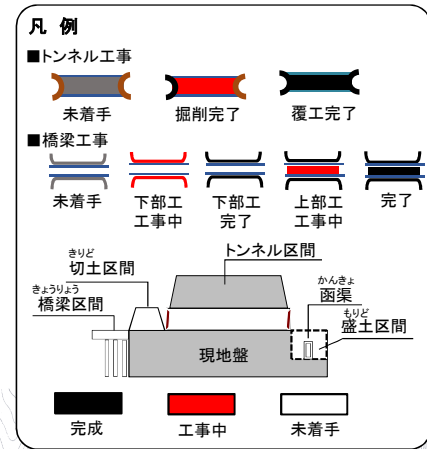 凡 例
■トンネル工事
未着手 掘削完了 覆工完了
■橋梁工事
未着手 下部工工事中 下部工完了 上部工工事中 完了
トンネル区間
きりど
切土区間
かんきょ
函渠
きょうりょう
橋梁区間
もりど
盛土区間
現地盤
完成 工事中 未着手